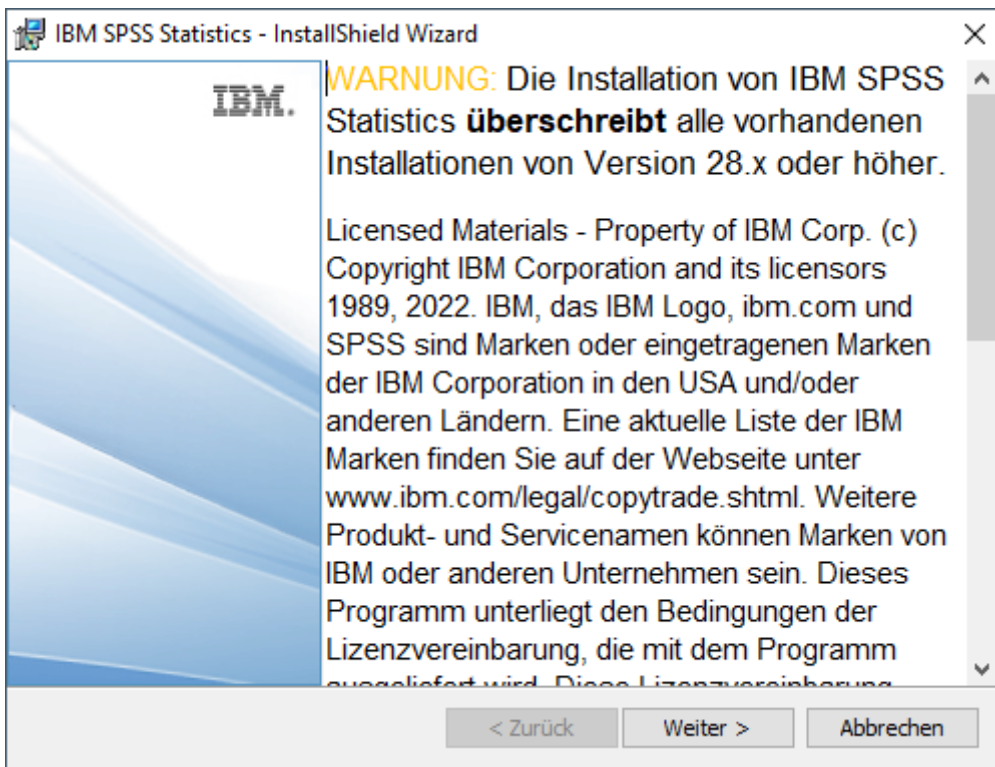 IBM SPSS Statistics - InstallShield Wizard
IBM.
WARNUNG: Die Installation von IBM SPSS
Statistics überschreibt alle vorhandenen
Installationen von Version 28.x oder höher.
Licensed Materials - Property of IBM Corp. (c)
Copyright IBM Corporation and its licensors
1989, 2022. IBM, das IBM Logo, ibm.com und
SPSS sind Marken oder eingetragenen Marken
der IBM Corporation in den USA und/oder
anderen Ländern. Eine aktuelle Liste der IBM
Marken finden Sie auf der Webseite unter
www.ibm.com/legal/copytrade.shtml. Weitere
Produkt- und Servicenamen können Marken von
IBM oder anderen Unternehmen sein. Dieses
Programm unterliegt den Bedingungen der
Lizenzvereinbarung, die mit dem Programm
ausgeliefert wird. Diese Lizenzvereinbarung
< Zurück
Weiter >
Abbrechen